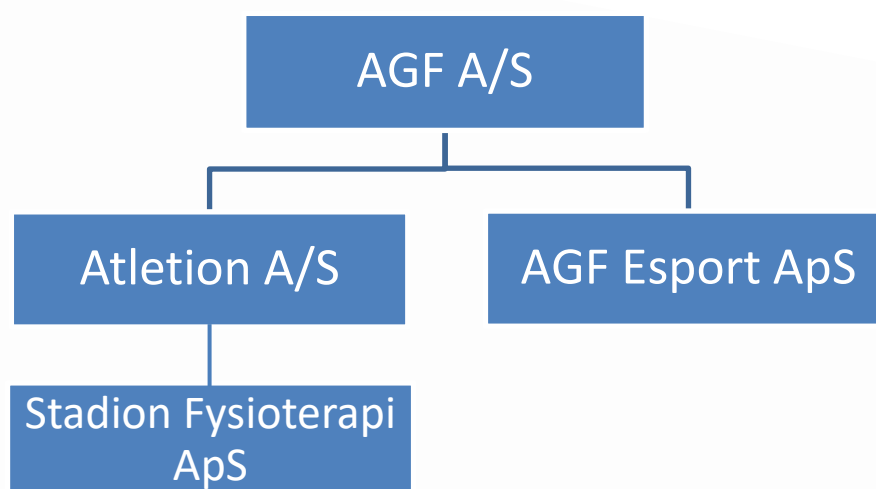 AGF A/S
Atletion A/S
AGF Esport ApS
Stadion Fysioterapi
ApS